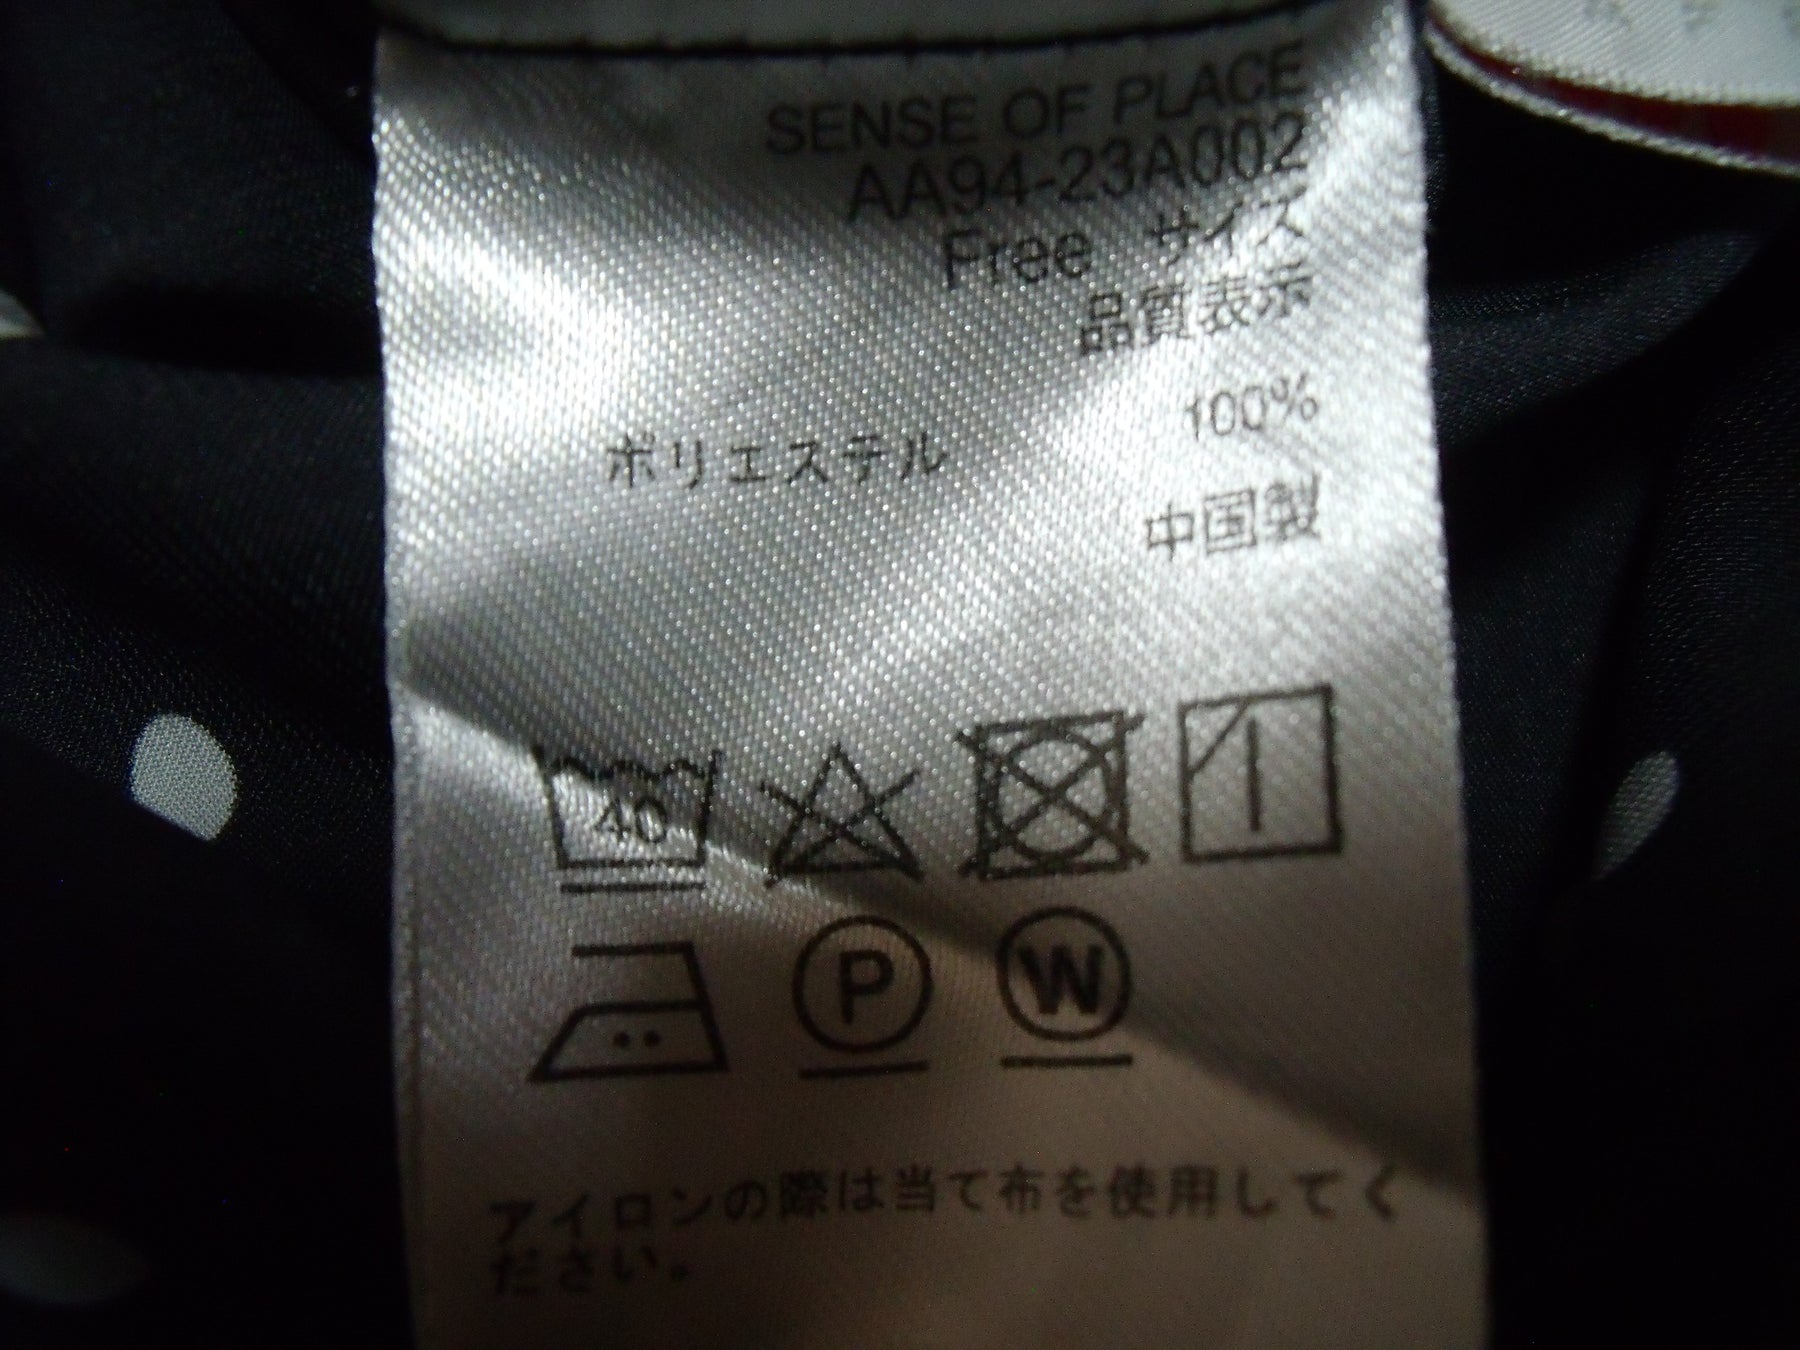 SENSE OF PLACE
AA94-23A002
Free サイズ
品質表示
ポリエステル 100%
中国製
40
P W
アイロンの際は当て布を使用してく
ださい。